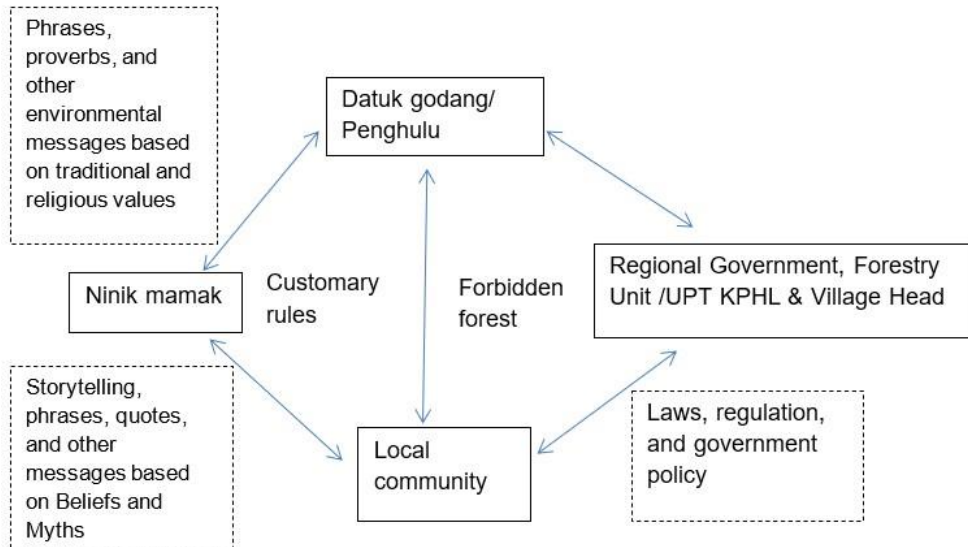 Phrases,
proverbs, and
other
environmental
messages based
on traditional and
religious values
Datuk godang/
Penghulu
Ninik mamak
Customary
rules
Forbidden
forest
Regional Government, Forestry
Unit /UPT KPHL & Village Head
Storytelling,
phrases, quotes,
and other
messages based
on Beliefs and
Myths
Local
community
Laws, regulation,
and government
policy